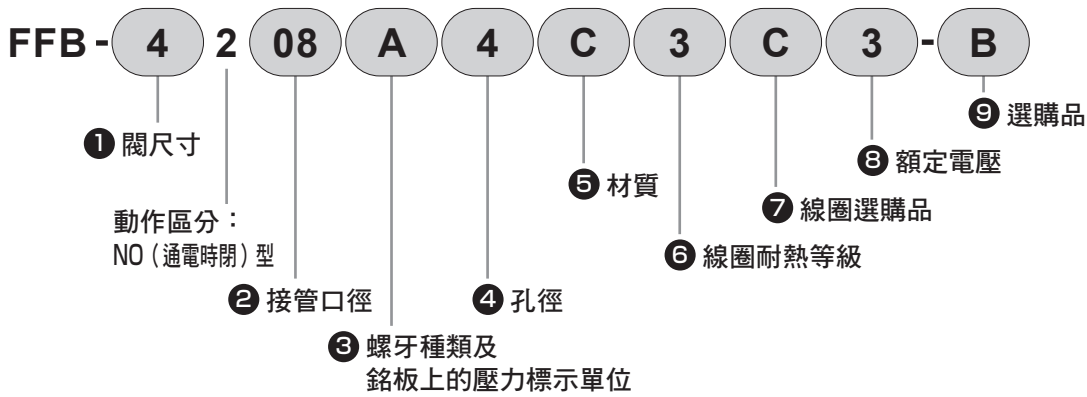 FFB-4 2 08 A 4 C 3 C 3-B
❾ 選購品
❶ 閥尺寸
❽ 額定電壓
❺ 材質
❼ 線圈選購品
動作區分：
NO（通電時閉）型
❻ 線圈耐熱等級
❷ 接管口徑
❹ 孔徑
❸ 螺牙種類及
銘板上的壓力標示單位